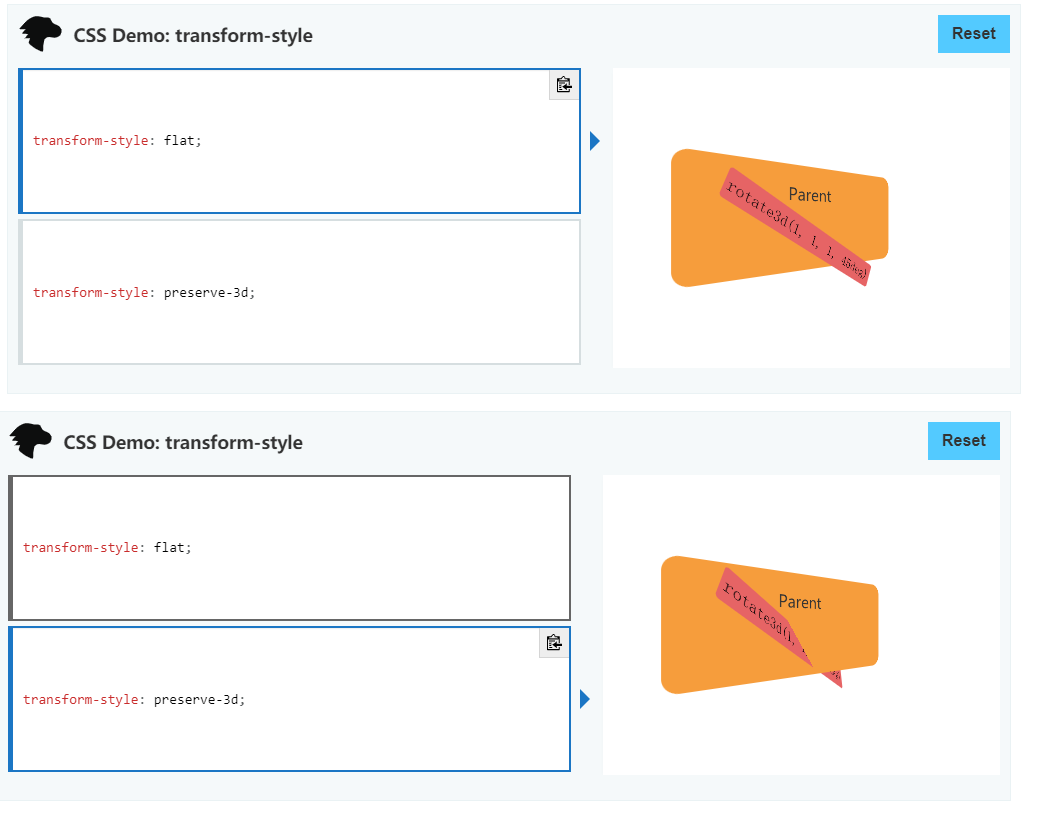 CSS Demo: transform-style
Reset
transform-style: flat;
Parent
rotate3d(1, 1, 1, 45deg)
transform-style: preserve-3d;
CSS Demo: transform-style
Reset
transform-style: flat;
Parent
rotate3d(1,
transform-style: preserve-3d;